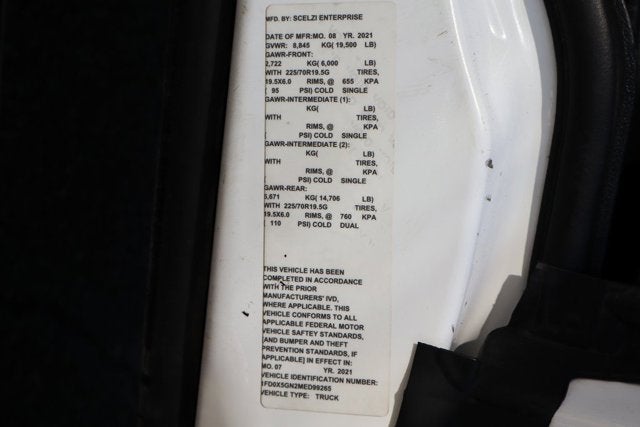 MFD. BY: SCELZI ENTERPRISE
DATE OF MFR:MO. 08 YR. 2021
GVWR: 8,845 KG( 19,500 LB)
GAWR-FRONT:
2,722 KG( 6,000 LB)
WITH 225/70R19.5G TIRES,
19.5X6.0 RIMS, @ 655 KPA
( 95 PSI) COLD SINGLE
GAWR-INTERMEDIATE (1):
KG( LB)
WITH TIRES,
RIMS, @ KPA
( PSI) COLD SINGLE
GAWR-INTERMEDIATE (2):
KG( LB)
WITH TIRES,
RIMS, @ KPA
PSI) COLD SINGLE
GAWR-REAR:
6,671 KG( 14,706 LB)
WITH 225/70R19.5G TIRES,
19.5X6.0 RIMS, @ 760 KPA
( 110 PSI) COLD DUAL
THIS VEHICLE HAS BEEN
COMPLETED IN ACCORDANCE
WITH THE PRIOR
MANUFACTURERS' IVD,
WHERE APPLICABLE. THIS
VEHICLE CONFORMS TO ALL
APPLICABLE FEDERAL MOTOR
VEHICLE SAFTEY STANDARDS,
[AND BUMPER AND THEFT
PREVENTION STANDARDS, IF
APPLICABLE] IN EFFECT IN:
MO. 07 YR. 2021
VEHICLE IDENTIFICATION NUMBER:
1FD0X5GN2MED99265
VEHICLE TYPE: TRUCK